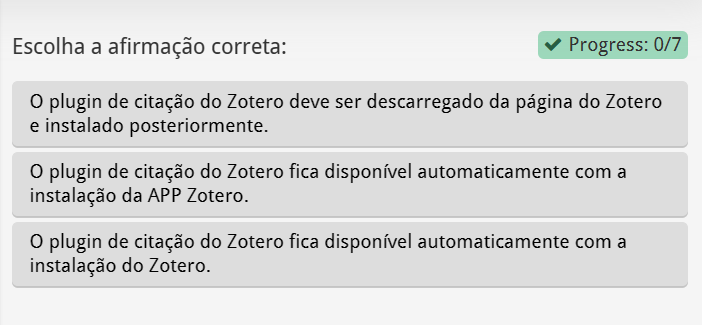 Escolha a afirmação correta:
✔ Progress: 0/7
O plugin de citação do Zotero deve ser descarregado da página do Zotero
e instalado posteriormente.
O plugin de citação do Zotero fica disponível automaticamente com a
instalação da APP Zotero.
O plugin de citação do Zotero fica disponível automaticamente com a
instalação do Zotero.